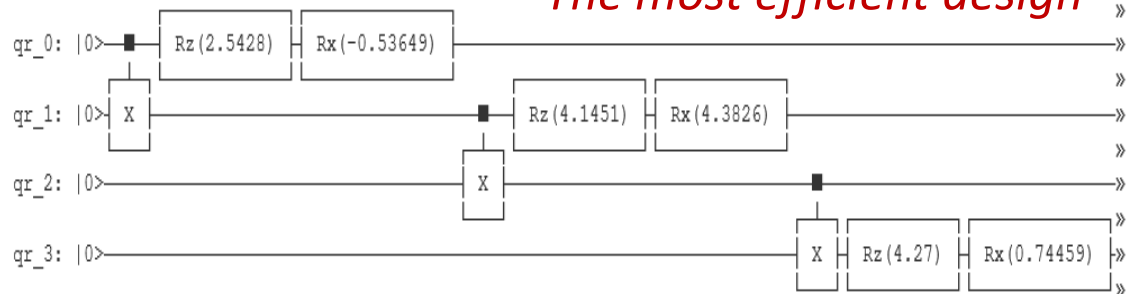 The most efficient design
qr_0: |0> Rz(2.5428) Rx(-0.53649) »
qr_1: |0> X Rz(4.1451) Rx(4.3826) »
qr_2: |0> X »
qr_3: |0> X Rz(4.27) Rx(0.74459) »